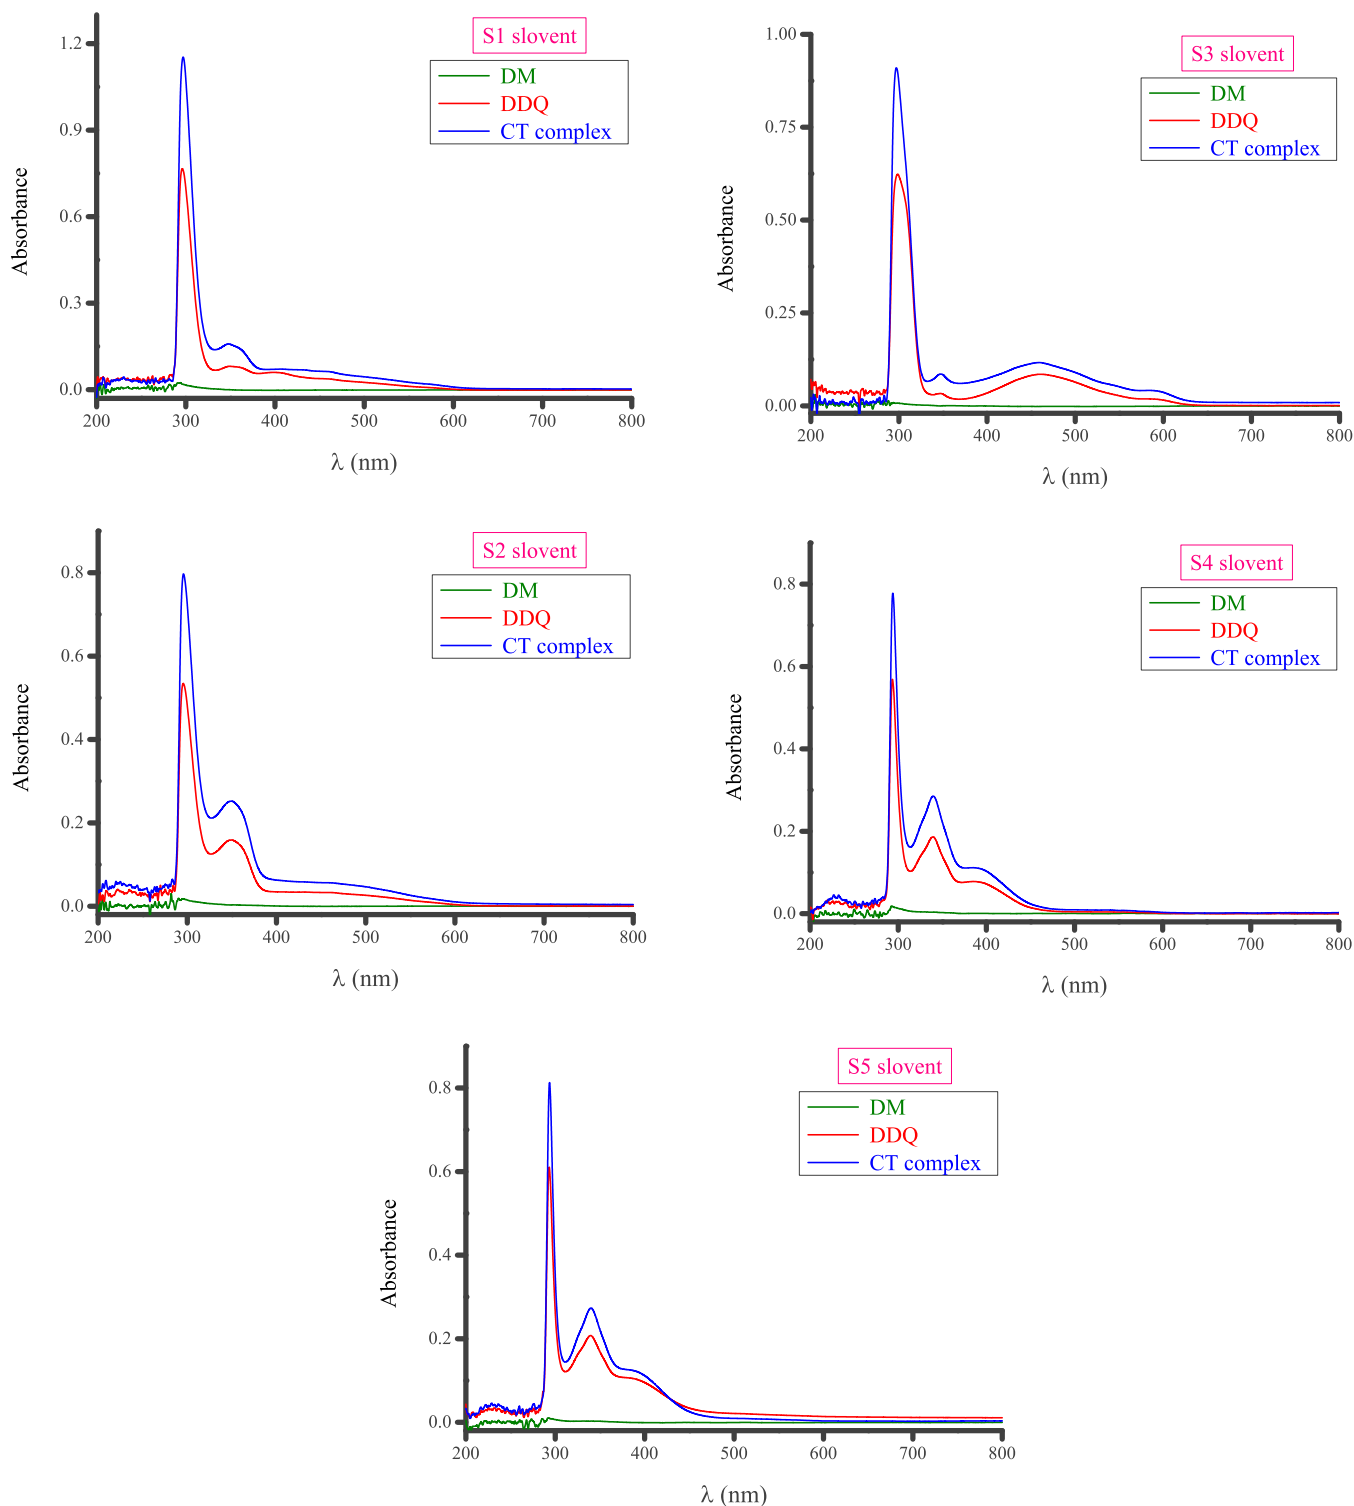 S1 slovent
DM
DDQ
CT complex
1.2
0.9
0.6
0.3
0.0
Absorbance
200 300 400 500 600 700 800
λ (nm)
S3 slovent
DM
DDQ
CT complex
1.00
0.75
0.50
0.25
0.00
Absorbance
200 300 400 500 600 700 800
λ (nm)
S2 slovent
DM
DDQ
CT complex
0.8
0.6
0.4
0.2
0.0
Absorbance
200 300 400 500 600 700 800
λ (nm)
S4 slovent
DM
DDQ
CT complex
0.8
0.6
0.4
0.2
0.0
Absorbance
200 300 400 500 600 700 800
λ (nm)
S5 slovent
DM
DDQ
CT complex
0.8
0.6
0.4
0.2
0.0
Absorbance
200 300 400 500 600 700 800
λ (nm)